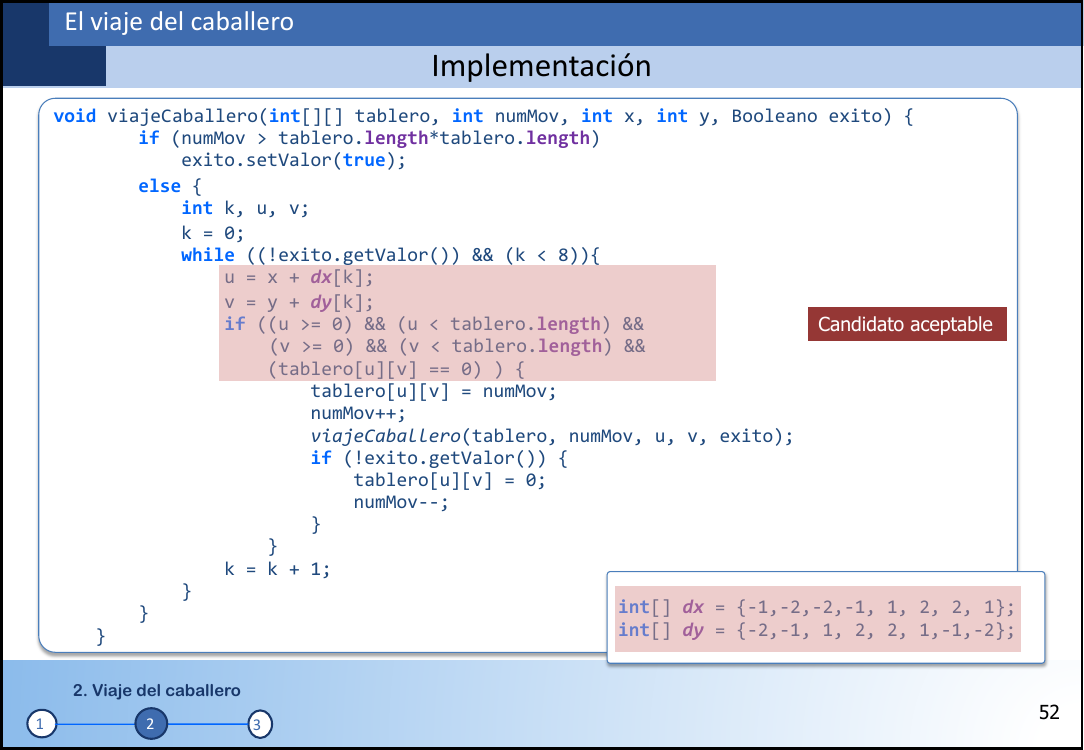 El viaje del caballero
Implementación
void viajeCaballero(int[][] tablero, int numMov, int x, int y, Booleano exito) {
if (numMov > tablero.length*tablero.length)
exito.setValor(true);
else {
int k, u, v;
k = 0;
while ((!exito.getValor()) && (k < 8)){
u = x + dx[k];
v = y + dy[k];
if ((u >= 0) && (u < tablero.length) &&
(v >= 0) && (v < tablero.length) &&
(tablero[u][v] == 0) ) {
Candidato aceptable
tablero[u][v] = numMov;
numMov++;
viajeCaballero(tablero, numMov, u, v, exito);
if (!exito.getValor()) {
tablero[u][v] = 0;
numMov--;
}
}
k = k + 1;
}
}
}
int[] dx = {-1,-2,-2,-1, 1, 2, 2, 1};
int[] dy = {-2,-1, 1, 2, 2, 1,-1,-2};
2. Viaje del caballero
1 2 3
52